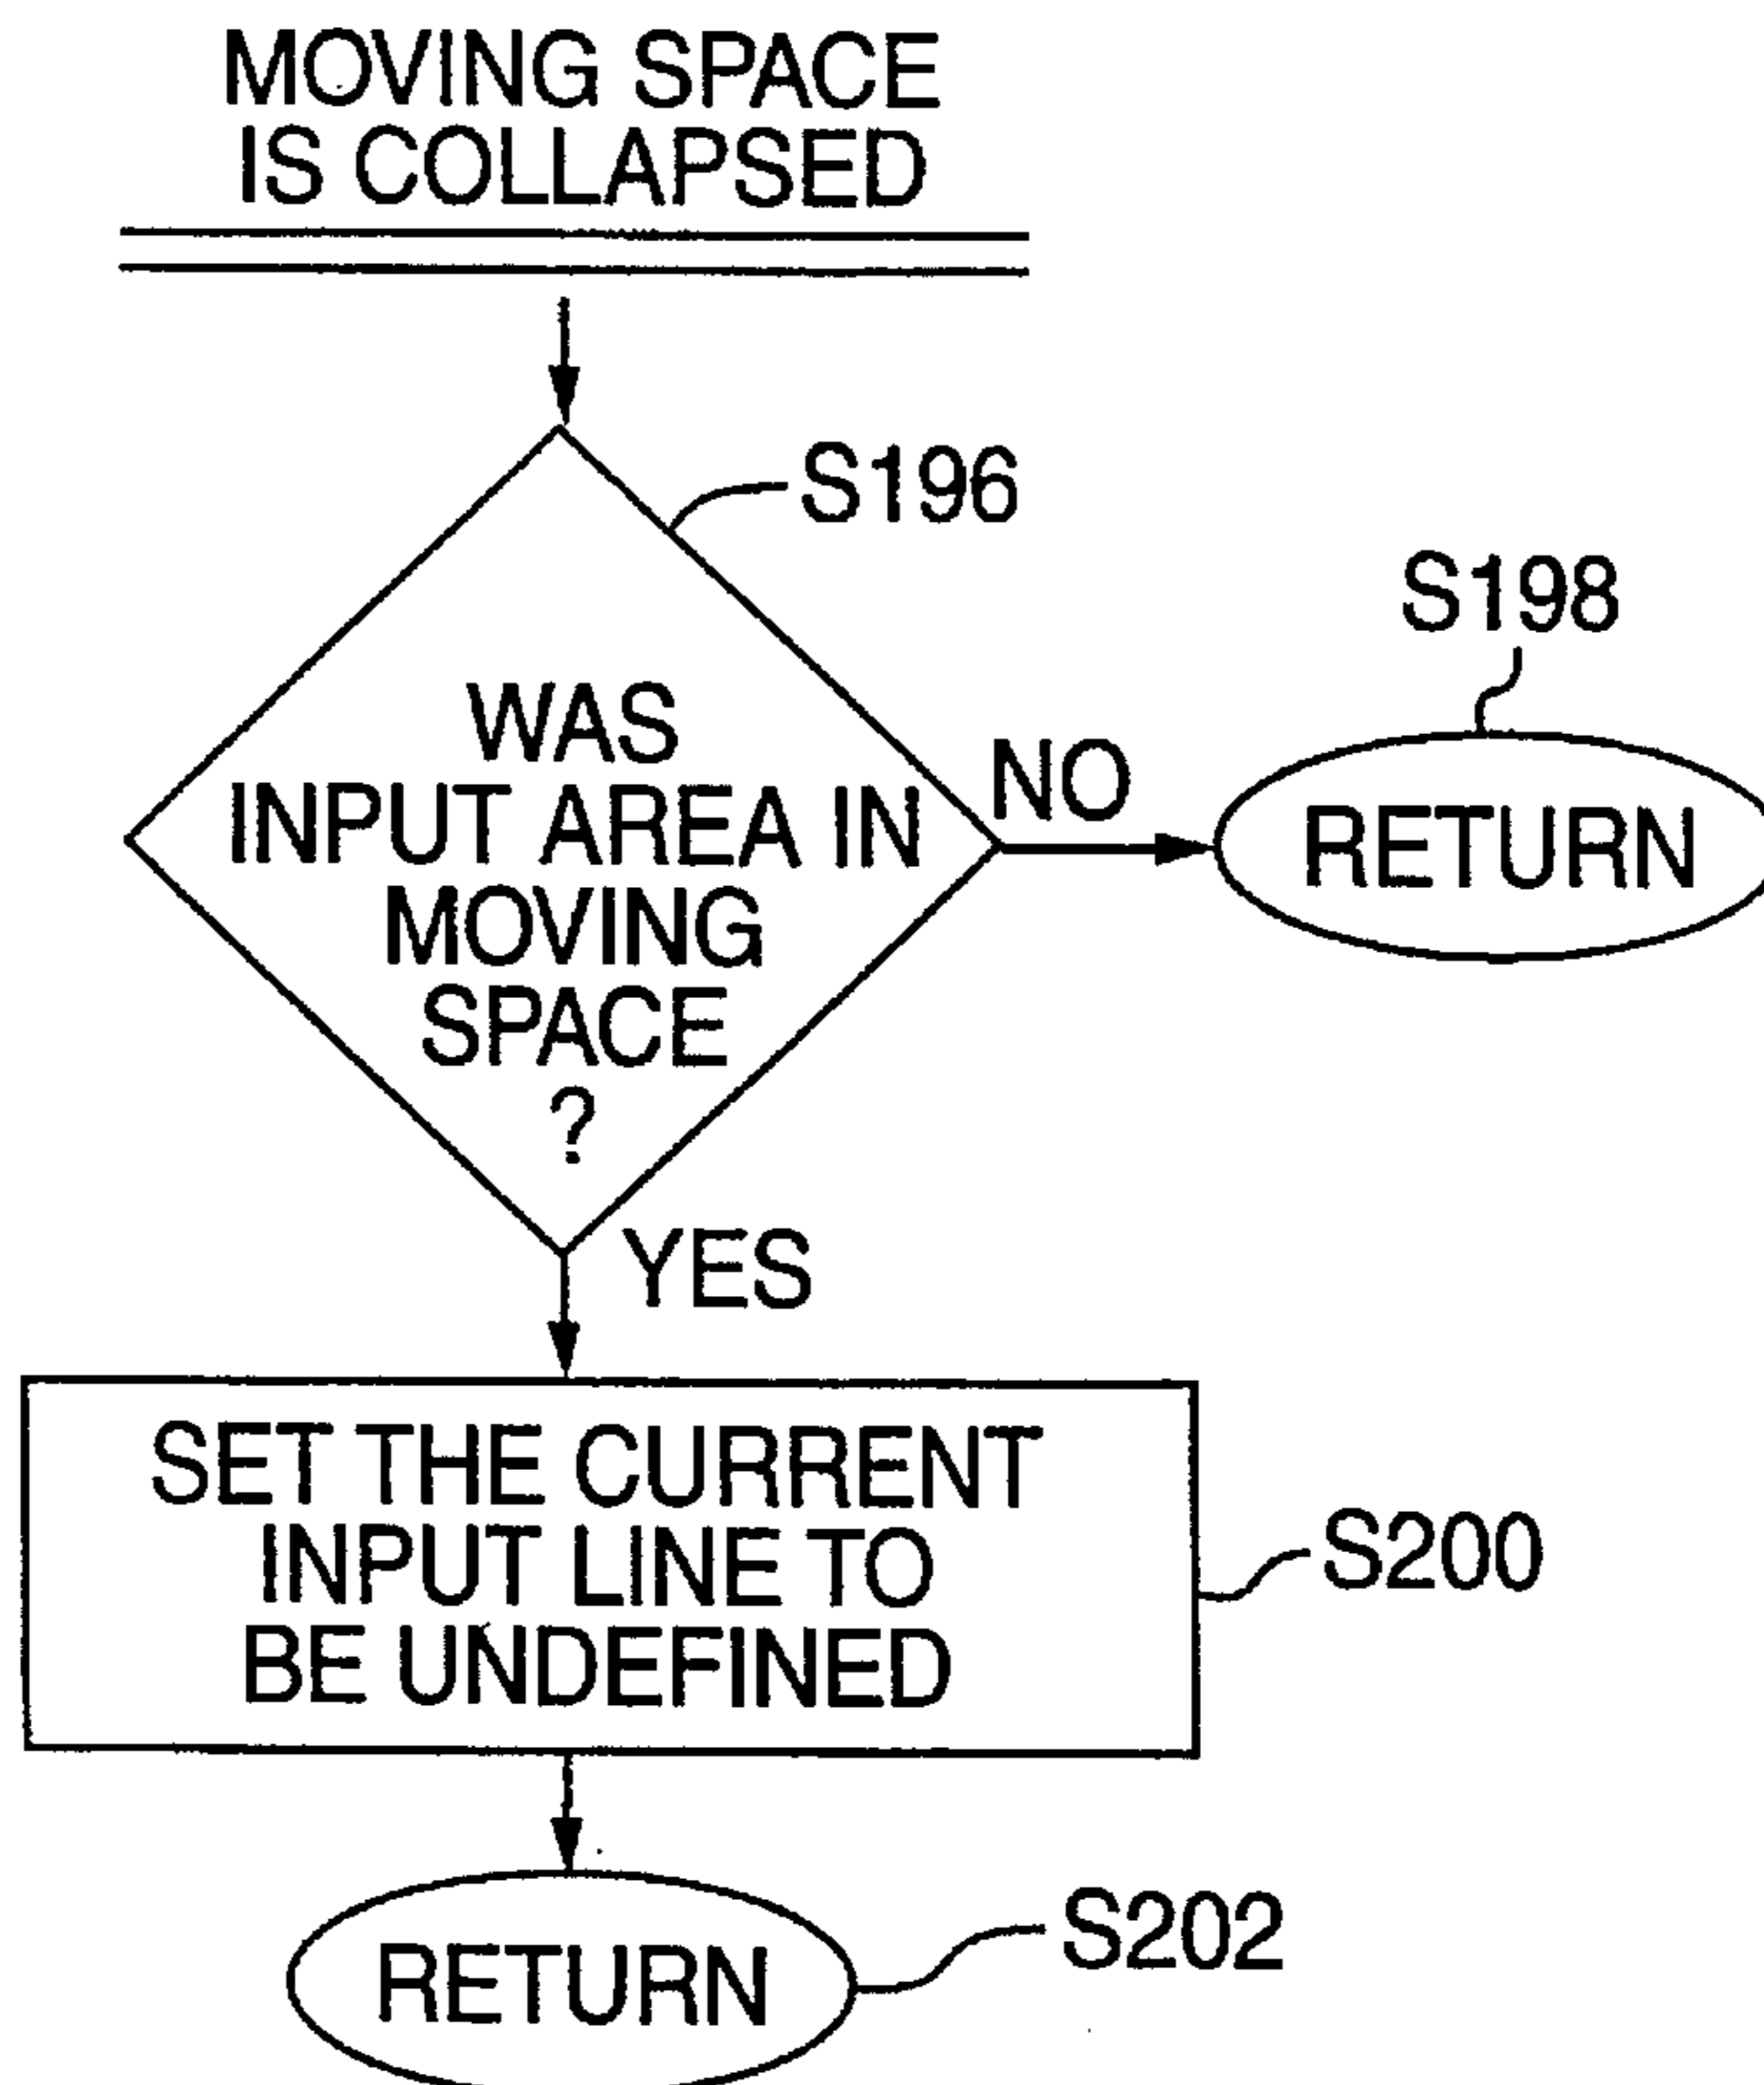 MOVING SPACE
IS COLLAPSED
S196
S198
WAS
INPUT AREA IN
MOVING
SPACE
?
NO
RETURN
YES
SET THE CURRENT
INPUT LINE TO
BE UNDEFINED
S200
RETURN
S202